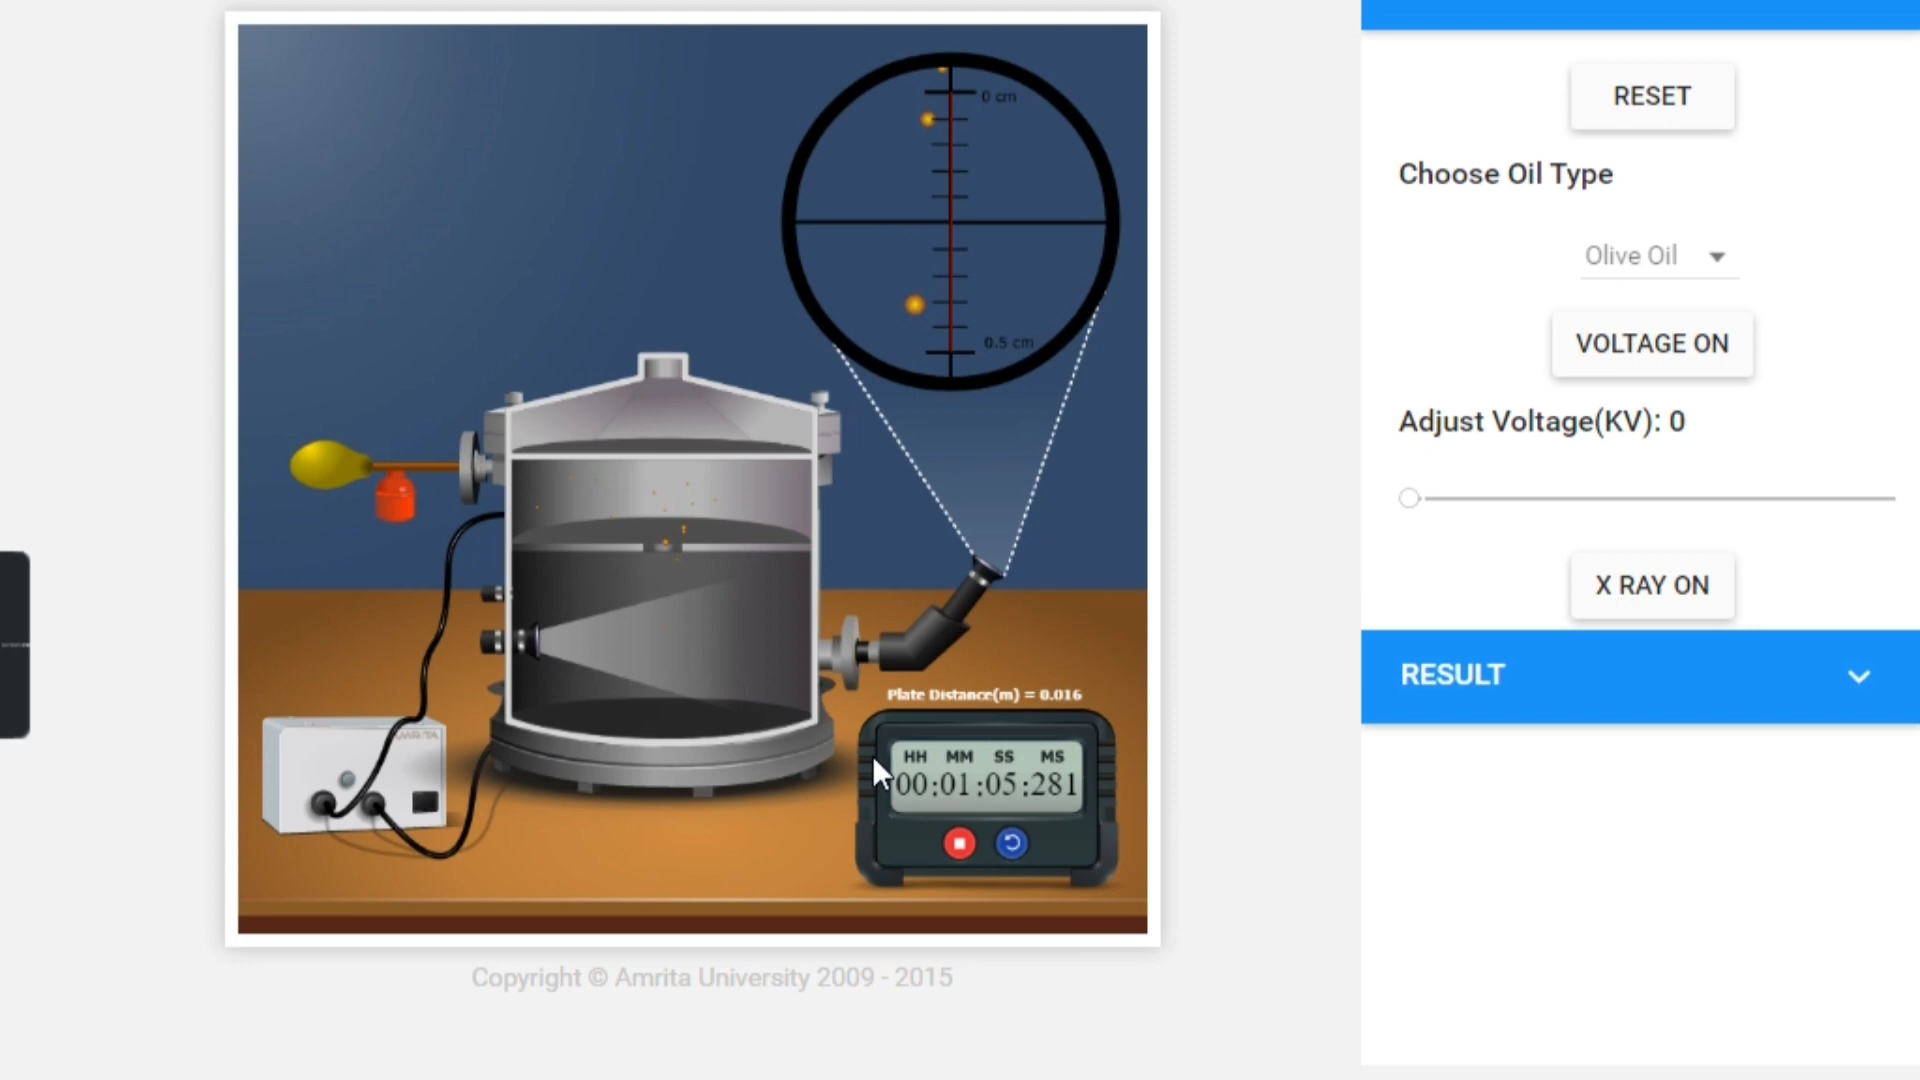 0 cm
0.5 cm
AMRITA
Plate Distance(m) = 0.016
HH MM SS MS
00:01:05:281
Copyright © Amrita University 2009 - 2015
RESET
Choose Oil Type
Olive Oil
VOLTAGE ON
Adjust Voltage(KV): 0
X RAY ON
RESULT